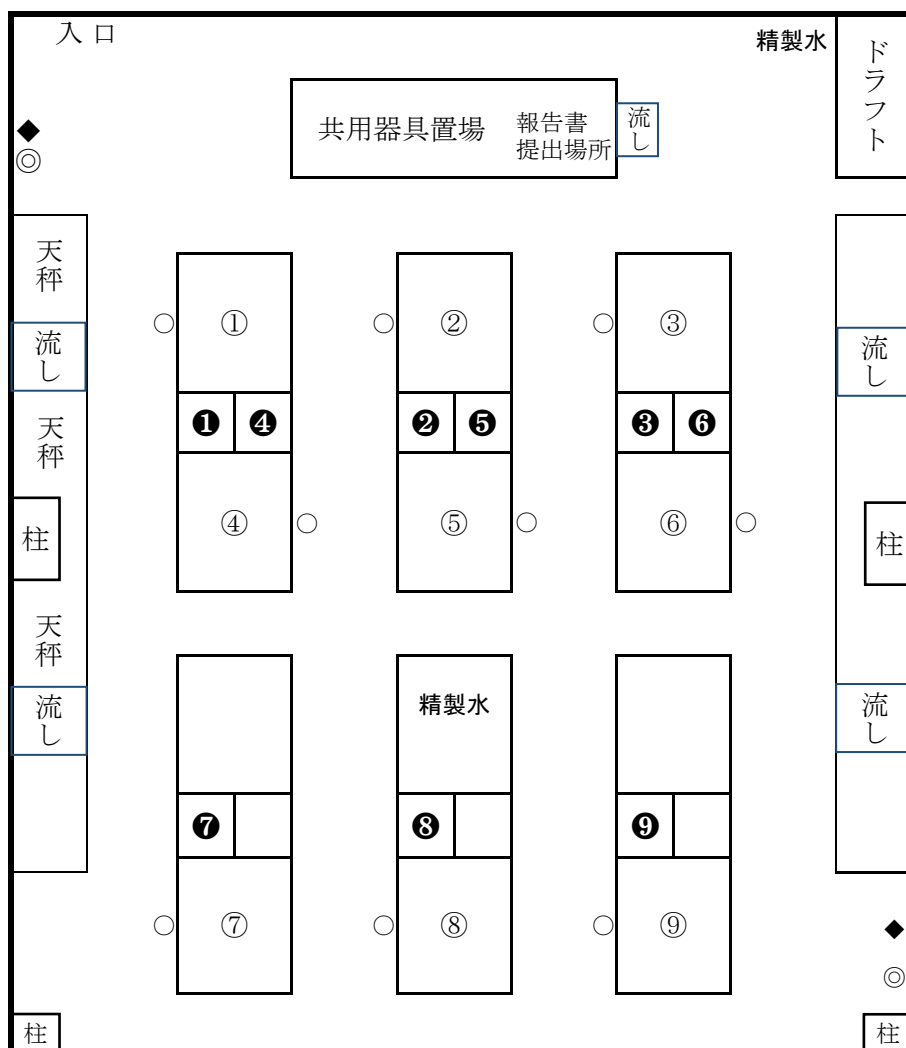 入口
精製水
ドラフト
共用器具置場
報告書
提出場所
流し
◆
◎
天秤
流し
天秤
柱
天秤
流し
○ ①
○ ②
○ ③
❶ ❹
❷ ❺
❸ ❻
④ ○
⑤ ○
⑥ ○
流し
柱
流し
精製水
❼
❽
❾
○ ⑦
○ ⑧
○ ⑨
◆
◎
柱
柱